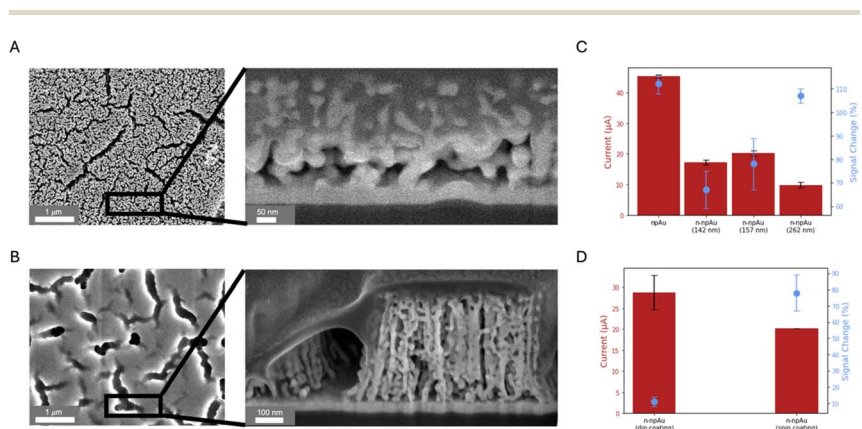 A
1 µm
50 nm
B
1 µm
100 nm
C
Current (µA)
40
30
20
10
0
110
100
90
80
70
60
Signal Change (%)
npAu
n-npAu
(142 nm)
n-npAu
(157 nm)
n-npAu
(262 nm)
D
Current (µA)
30
25
20
15
10
5
0
90
80
70
60
50
40
30
20
10
Signal Change (%)
n-npAu
(dip coating)
n-npAu
(spin coating)